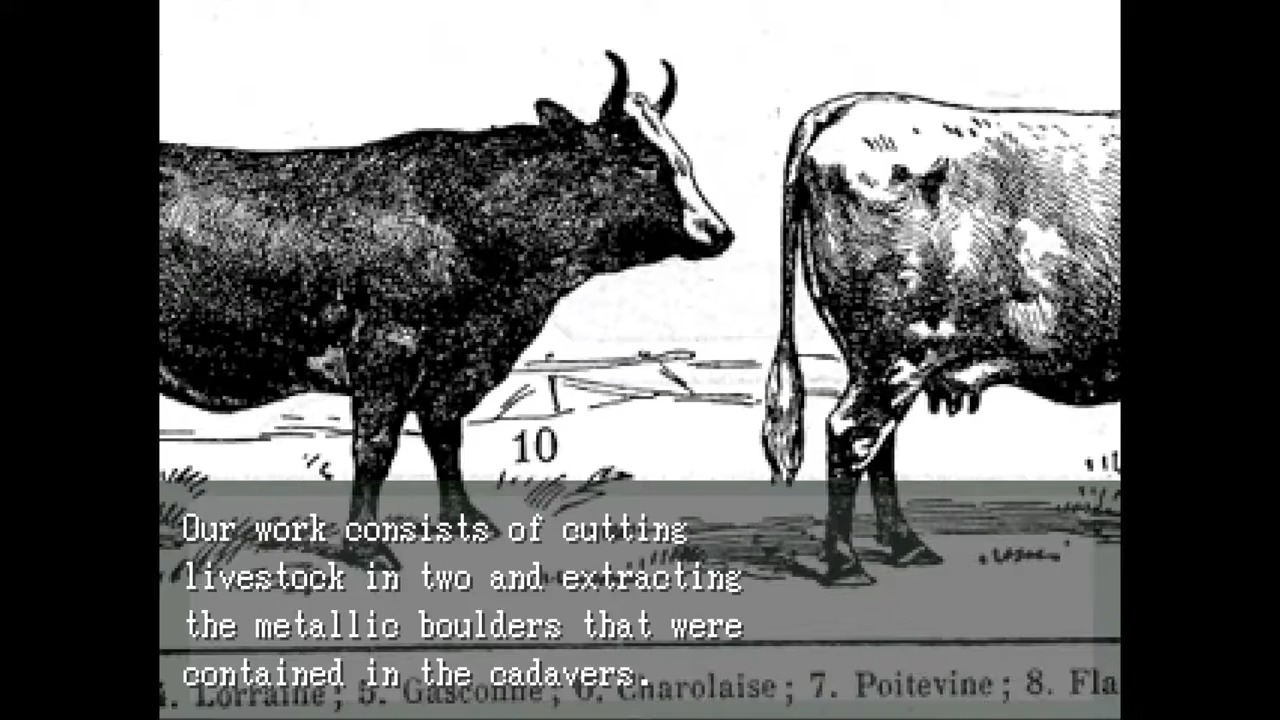 10
Our work consists of cutting
livestock in two and extracting
the metallic boulders that were
contained in the cadavers.
Lorraine; 5. Gasconne; 6. Charolaise; 7. Poitevine; 8. Fla